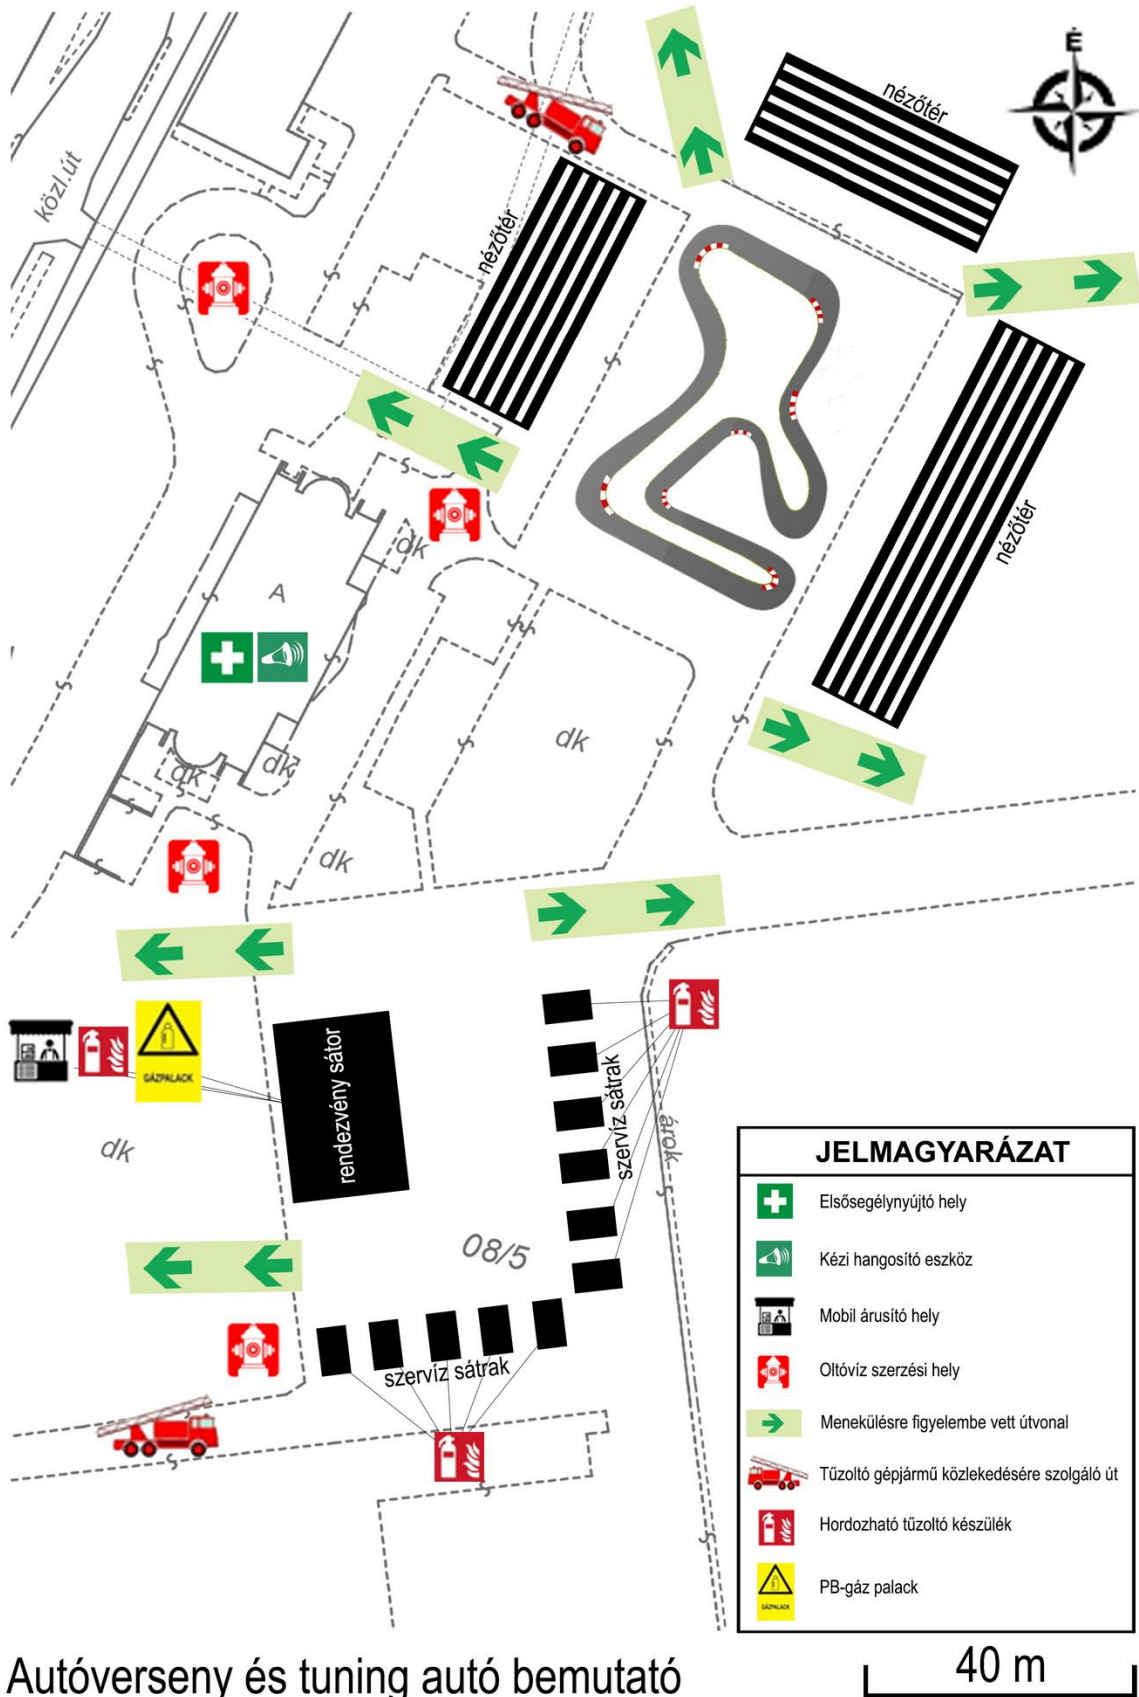 É
nézőtér
közl.út
nézőtér
nézőtér
dk
A
dk
dk
dk
dk
GÁZPALACK
rendezvény sátor
szervíz sátrak
árok
dk
08/5
szervíz sátrak
JELMAGYARÁZAT
Elsősegélynyújtó hely
Kézi hangosító eszköz
Mobil árusító hely
Oltóvíz szerzési hely
Menekülésre figyelembe vett útvonal
Tűzoltó gépjármű közlekedésére szolgáló út
Hordozható tűzoltó készülék
GÁZPALACK
PB-gáz palack
Autóverseny és tuning autó bemutató
40 m